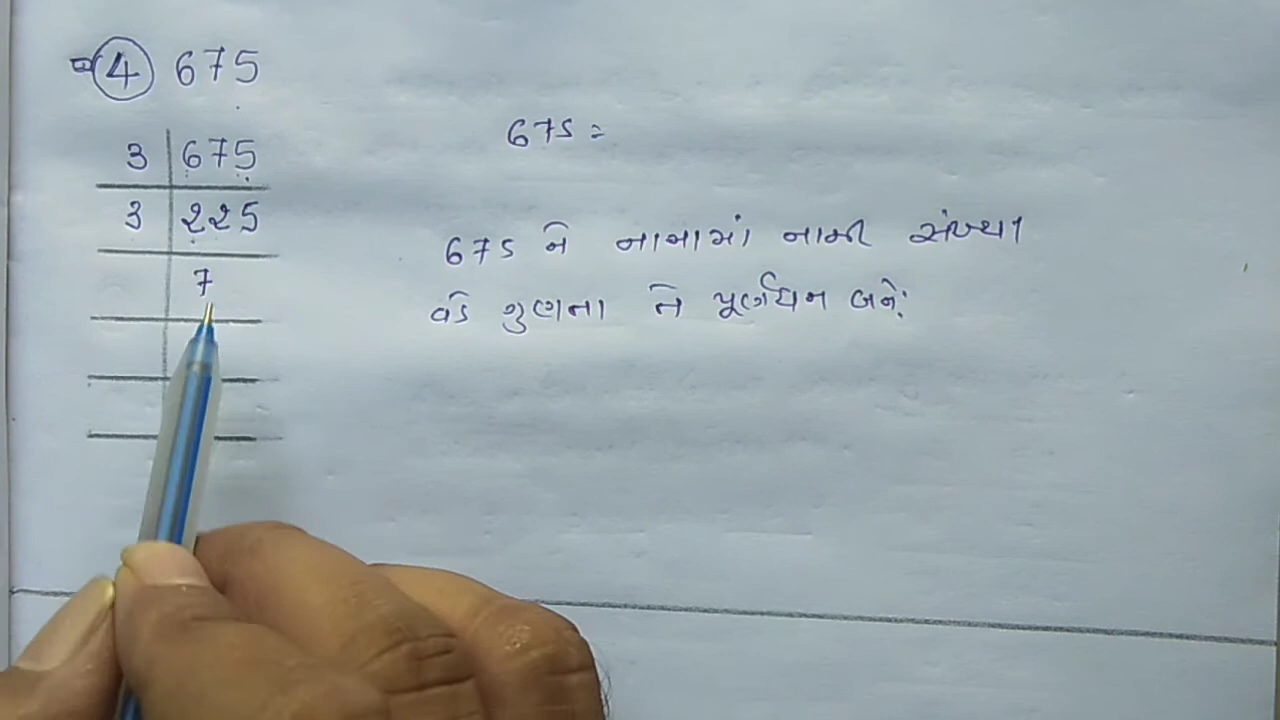 ④ 675
3 | 675
3 | 225
7
675 =
675 ને નાનામાં નાની સંખ્યા
વડે ગુણતા તે પૂર્ણઘન બને?